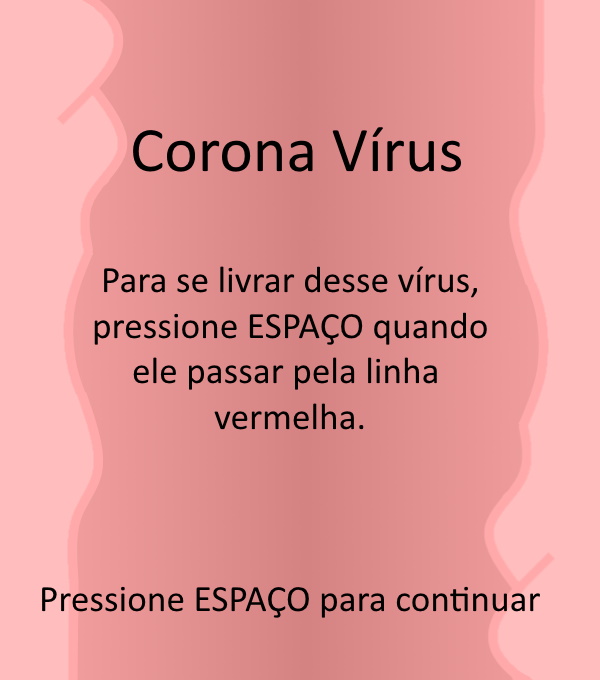 Corona Vírus
Para se livrar desse vírus,
pressione ESPAÇO quando
ele passar pela linha
vermelha.
Pressione ESPAÇO para continuar